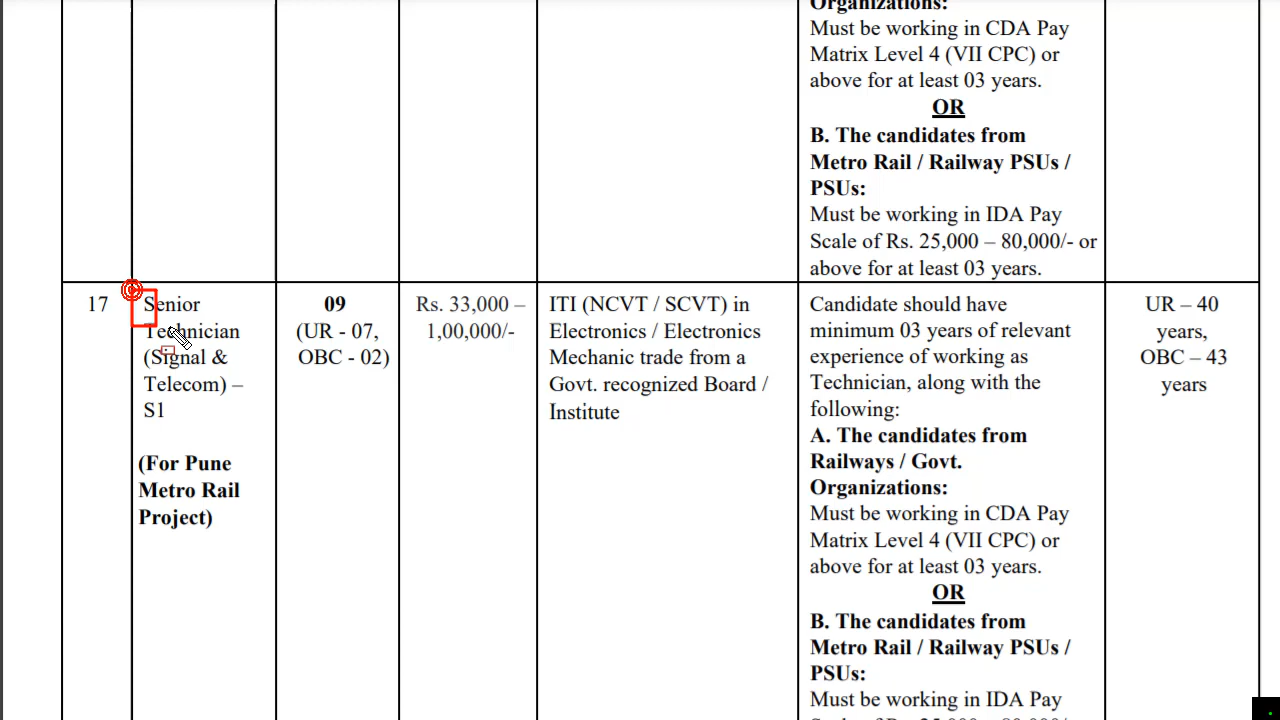 Organizations:
Must be working in CDA Pay
Matrix Level 4 (VII CPC) or
above for at least 03 years.
OR
B. The candidates from
Metro Rail / Railway PSUs /
PSUs:
Must be working in IDA Pay
Scale of Rs. 25,000 – 80,000/- or
above for at least 03 years.
17
Senior
Technician
(Signal &
Telecom) –
S1
(For Pune
Metro Rail
Project)
09
(UR - 07,
OBC - 02)
Rs. 33,000 –
1,00,000/-
ITI (NCVT / SCVT) in
Electronics / Electronics
Mechanic trade from a
Govt. recognized Board /
Institute
Candidate should have
minimum 03 years of relevant
experience of working as
Technician, along with the
following:
A. The candidates from
Railways / Govt.
Organizations:
Must be working in CDA Pay
Matrix Level 4 (VII CPC) or
above for at least 03 years.
OR
B. The candidates from
Metro Rail / Railway PSUs /
PSUs:
Must be working in IDA Pay
UR – 40
years,
OBC – 43
years